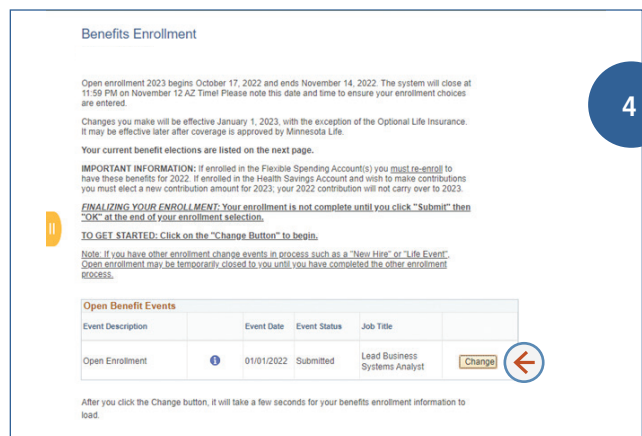 Benefits Enrollment
Open enrollment 2023 begins October 17, 2022 and ends November 14, 2022. The system will close at
11:59 PM on November 12 AZ Time! Please note this date and time to ensure your enrollment choices
are entered.
Changes you make will be effective January 1, 2023, with the exception of the Optional Life Insurance.
It may be effective later after coverage is approved by Minnesota Life.
Your current benefit elections are listed on the next page.
IMPORTANT INFORMATION: If enrolled in the Flexible Spending Account(s) you must re-enroll to
have these benefits for 2022. If enrolled in the Health Savings Account and wish to make contributions
you must elect a new contribution amount for 2023; your 2022 contribution will not carry over to 2023.
FINALIZING YOUR ENROLLMENT: Your enrollment is not complete until you click "Submit" then
"OK" at the end of your enrollment selection.
TO GET STARTED: Click on the "Change Button" to begin.
Note: If you have other enrollment change events in process such as a "New Hire" or "Life Event",
Open enrollment may be temporarily closed to you until you have completed the other enrollment
process.
Open Benefit Events
Event Description Event Date Event Status Job Title
Open Enrollment 01/01/2022 Submitted Lead Business
Systems Analyst Change
After you click the Change button, it will take a few seconds for your benefits enrollment information to
load.
4